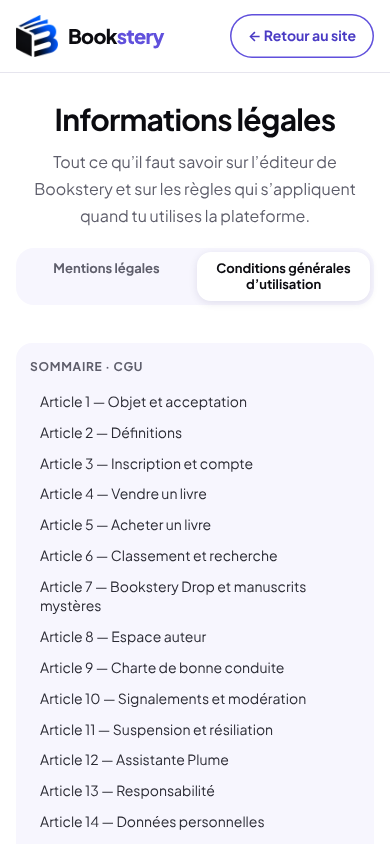 Bookstery
← Retour au site
Informations légales
Tout ce qu’il faut savoir sur l’éditeur de
Bookstery et sur les règles qui s’appliquent
quand tu utilises la plateforme.
Mentions légales
Conditions générales
d’utilisation
SOMMAIRE · CGU
Article 1 — Objet et acceptation
Article 2 — Définitions
Article 3 — Inscription et compte
Article 4 — Vendre un livre
Article 5 — Acheter un livre
Article 6 — Classement et recherche
Article 7 — Bookstery Drop et manuscrits
mystères
Article 8 — Espace auteur
Article 9 — Charte de bonne conduite
Article 10 — Signalements et modération
Article 11 — Suspension et résiliation
Article 12 — Assistante Plume
Article 13 — Responsabilité
Article 14 — Données personnelles